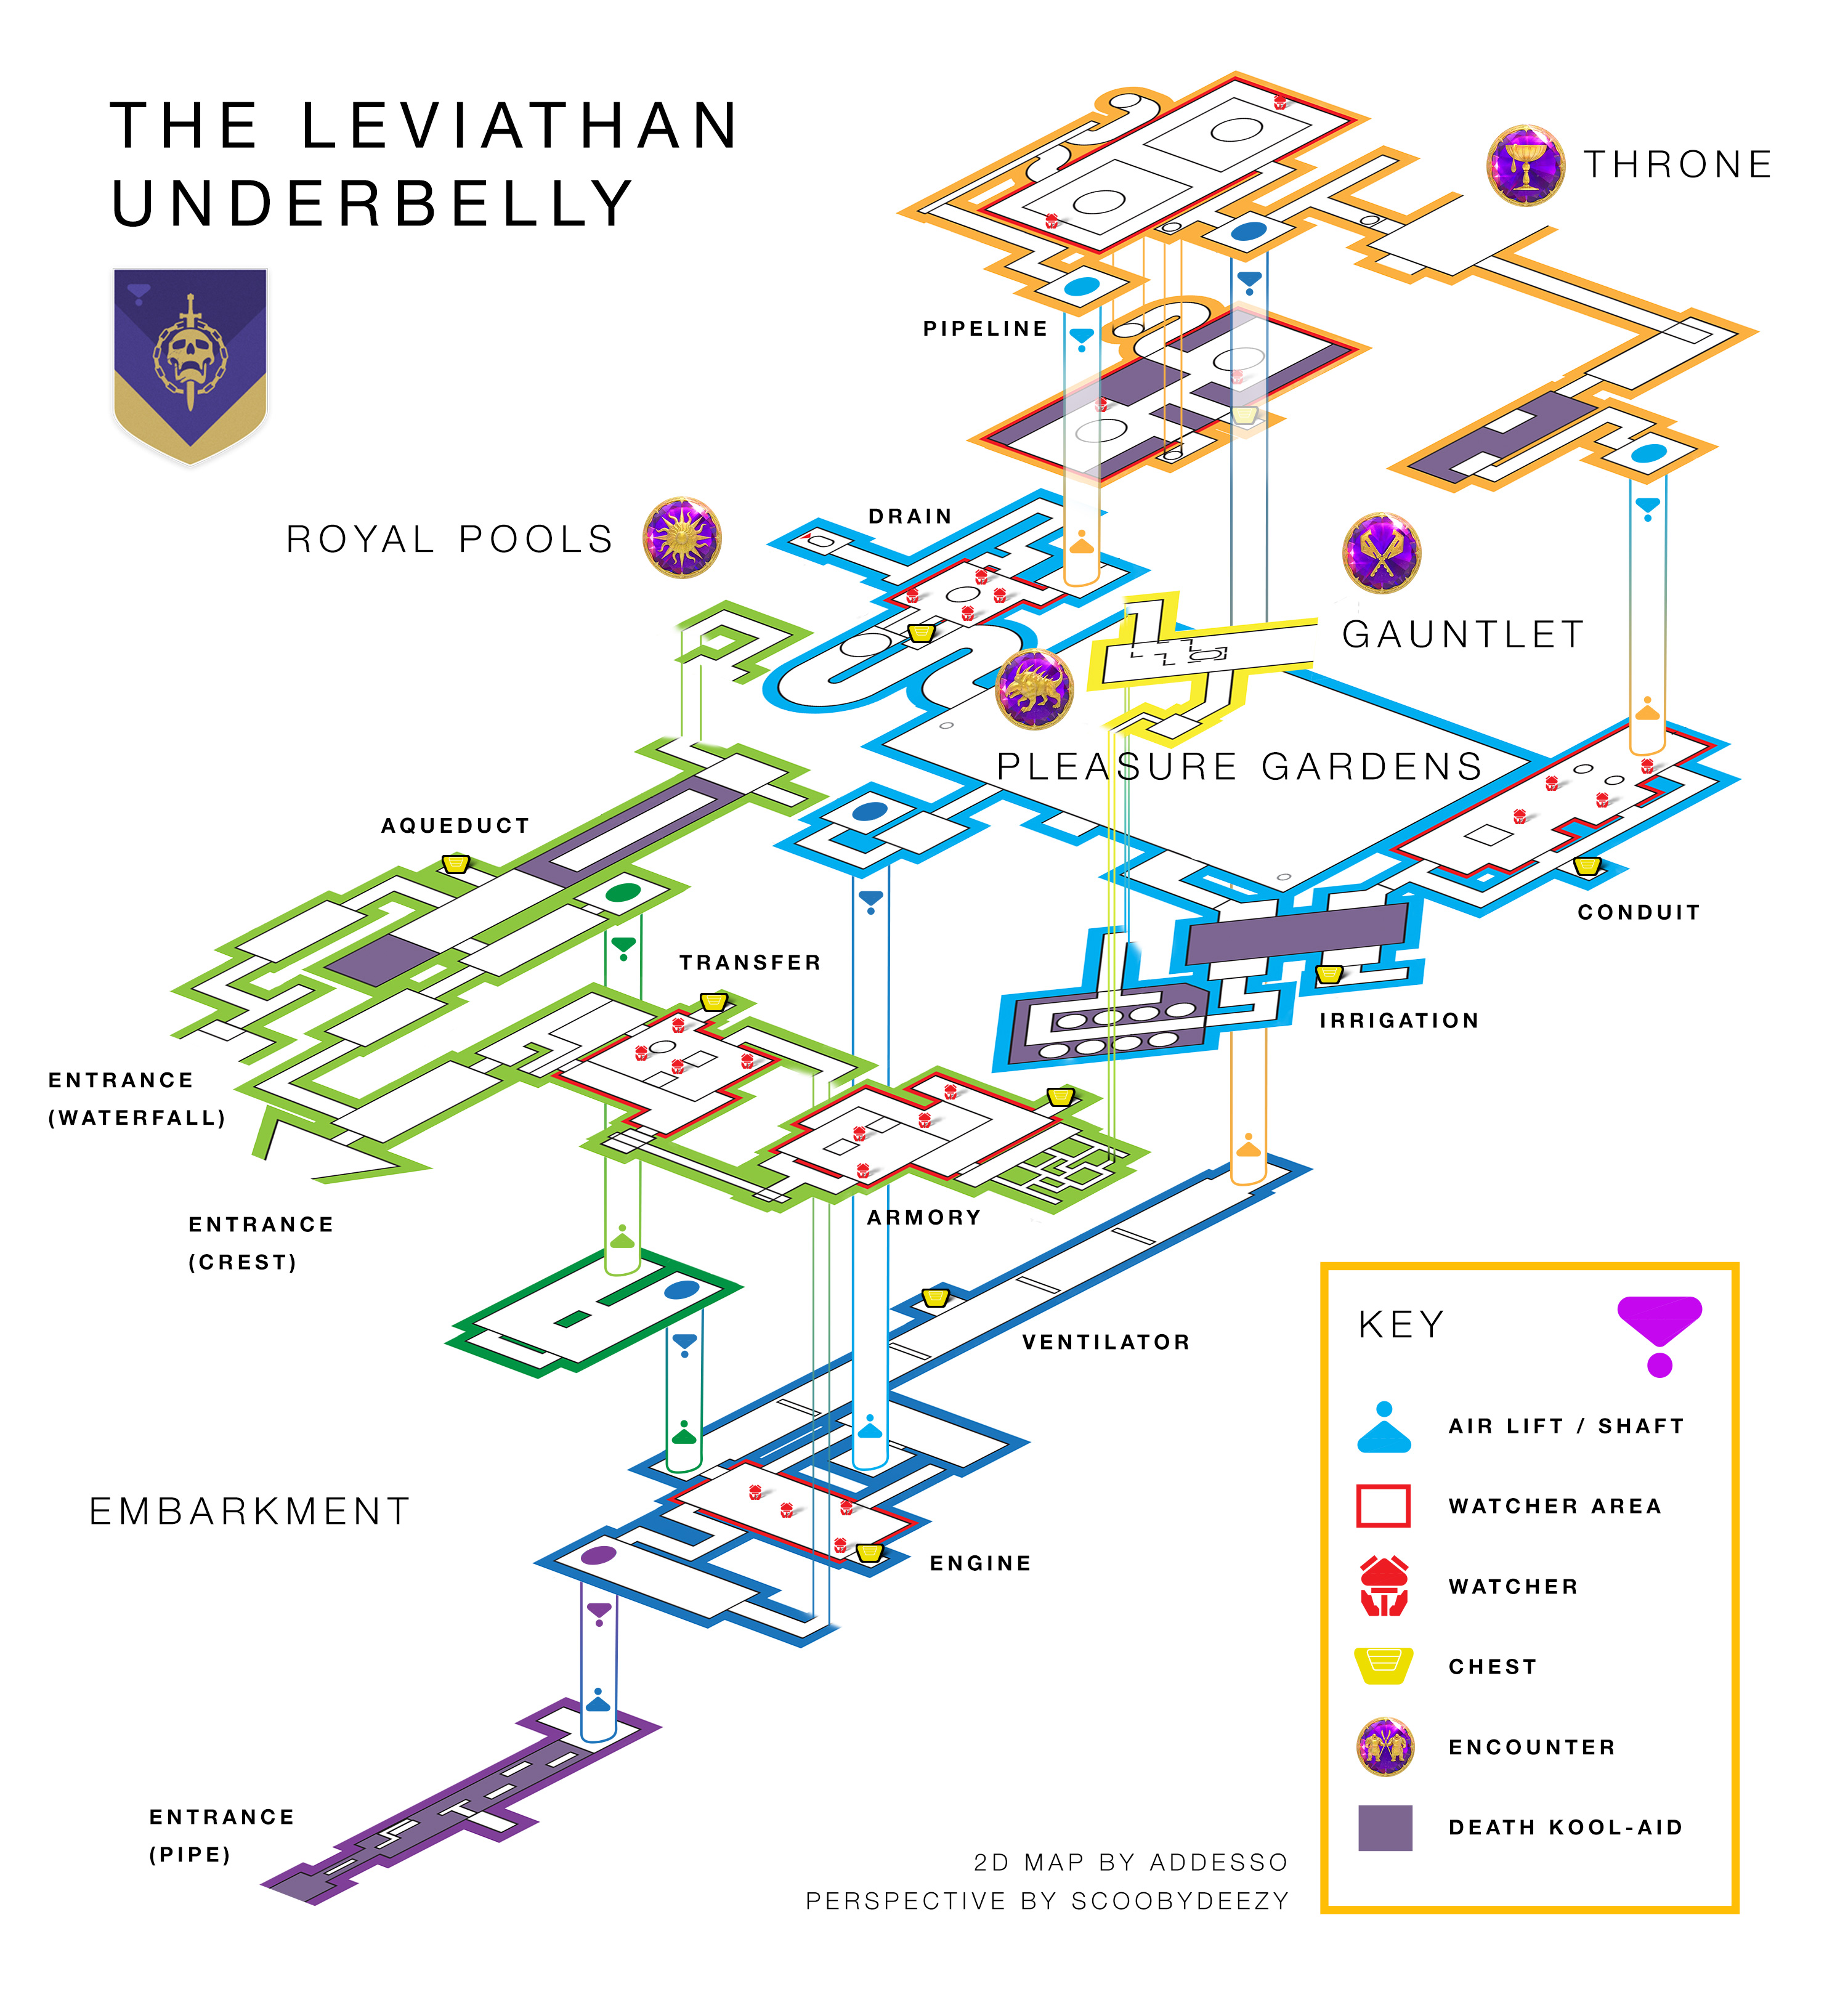 THE LEVIATHAN
UNDERBELLY
THRONE
PIPELINE
DRAIN
ROYAL POOLS
GAUNTLET
PLEASURE GARDENS
AQUEDUCT
CONDUIT
TRANSFER
IRRIGATION
ENTRANCE
(WATERFALL)
ARMORY
ENTRANCE
(CREST)
VENTILATOR
EMBARKMENT
ENGINE
ENTRANCE
(PIPE)
KEY
AIR LIFT / SHAFT
WATCHER AREA
WATCHER
CHEST
ENCOUNTER
DEATH KOOL-AID
2D MAP BY ADDESSO
PERSPECTIVE BY SCOOBYDEEZY